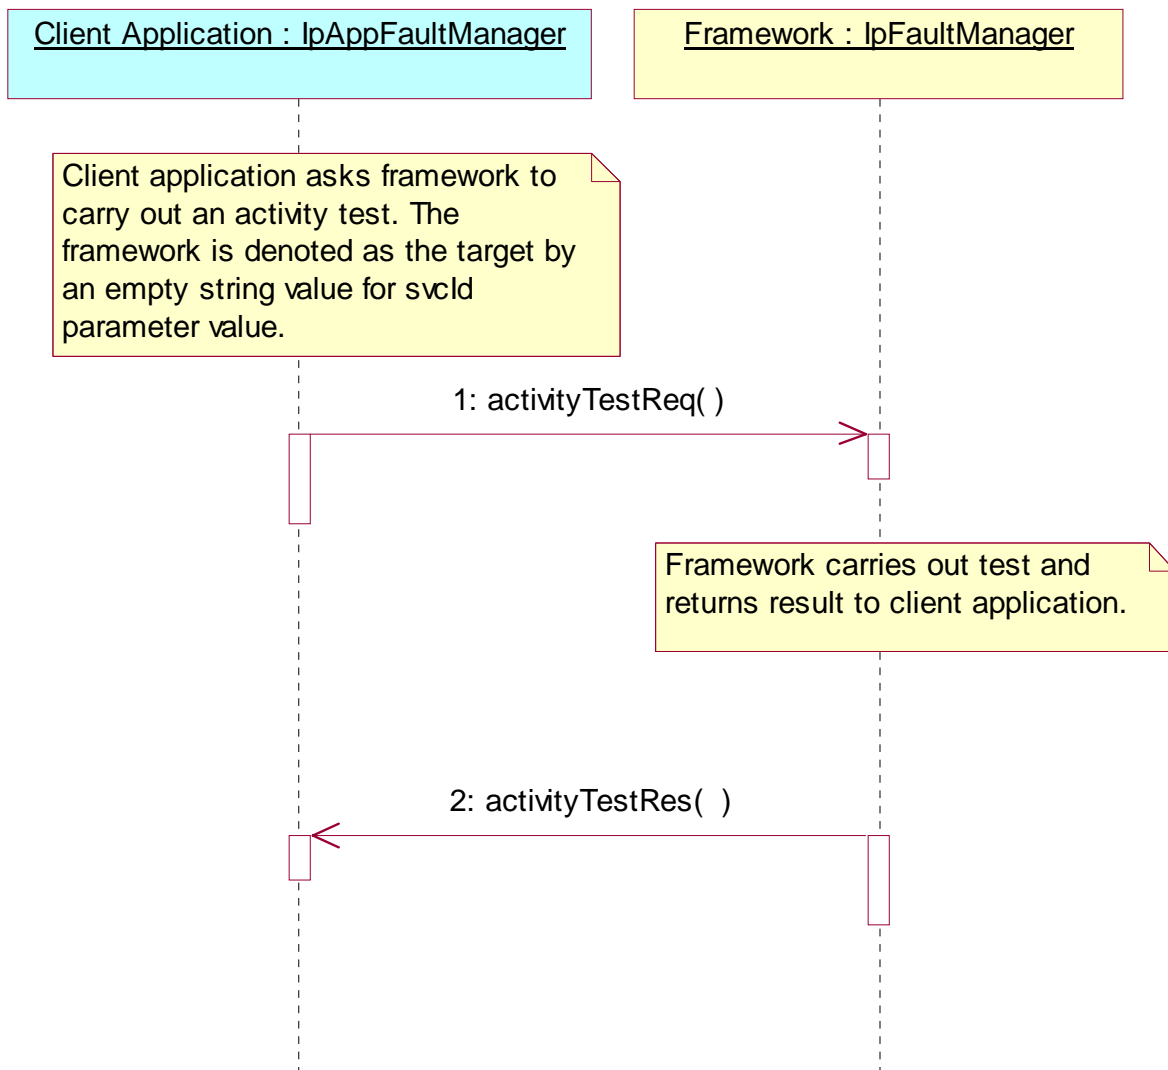 Client Application : IpAppFaultManager
Framework : IpFaultManager
Client application asks framework to
carry out an activity test. The
framework is denoted as the target by
an empty string value for svcId
parameter value.
1: activityTestReq( )
Framework carries out test and
returns result to client application.
2: activityTestRes(  )